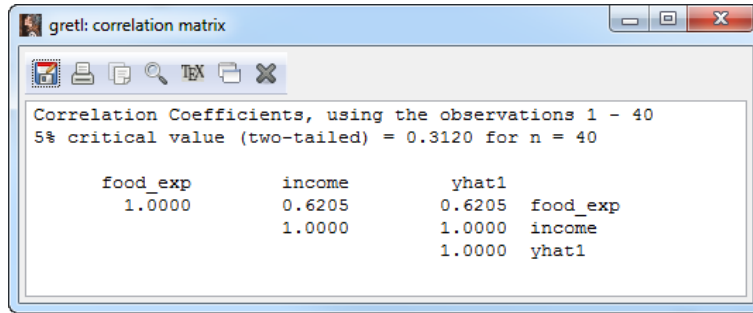 gretl: correlation matrix
TEX
Correlation Coefficients, using the observations 1 - 40
5% critical value (two-tailed) = 0.3120 for n = 40
food_exp income yhat1
1.0000 0.6205 0.6205 food_exp
1.0000 1.0000 income
1.0000 yhat1